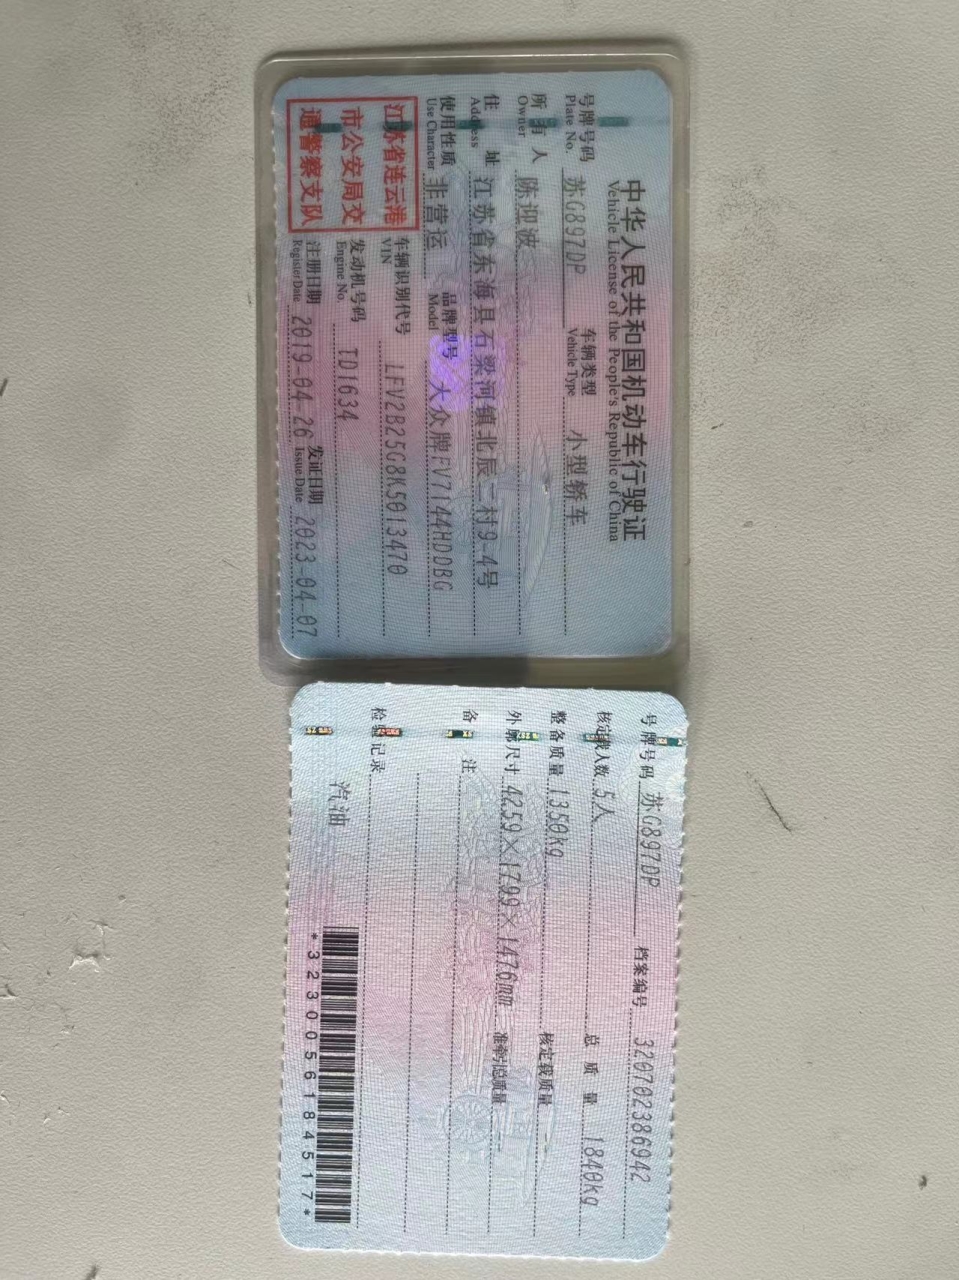 中华人民共和国机动车行驶证
Vehicle License of the People's Republic of China
号牌号码 苏G897DP 车辆类型 小型轿车
Plate No. Vehicle Type
所有人 陈迎波
Owner
住址 江苏省东海县石梁河镇北辰二村9-4号
Address
使用性质 非营运 品牌型号 大众牌FV7144HDDBG
Use Character Model
江苏省连云港
市公安局交
通警察支队
车辆识别代号 LFV2B25G8K5013470
VIN
发动机号码 TD1634
Engine No.
注册日期 2019-04-26 发证日期 2023-04-07
Register Date Issue Date
号牌号码 苏G897DP 档案编号 320702386942
核定载人数 5人 总质量 1840kg
整备质量 1350kg 核定载质量 --
外廓尺寸 4259×1799×1476mm 准牵引总质量 --
备注
检验记录
汽油
*3230056184517*